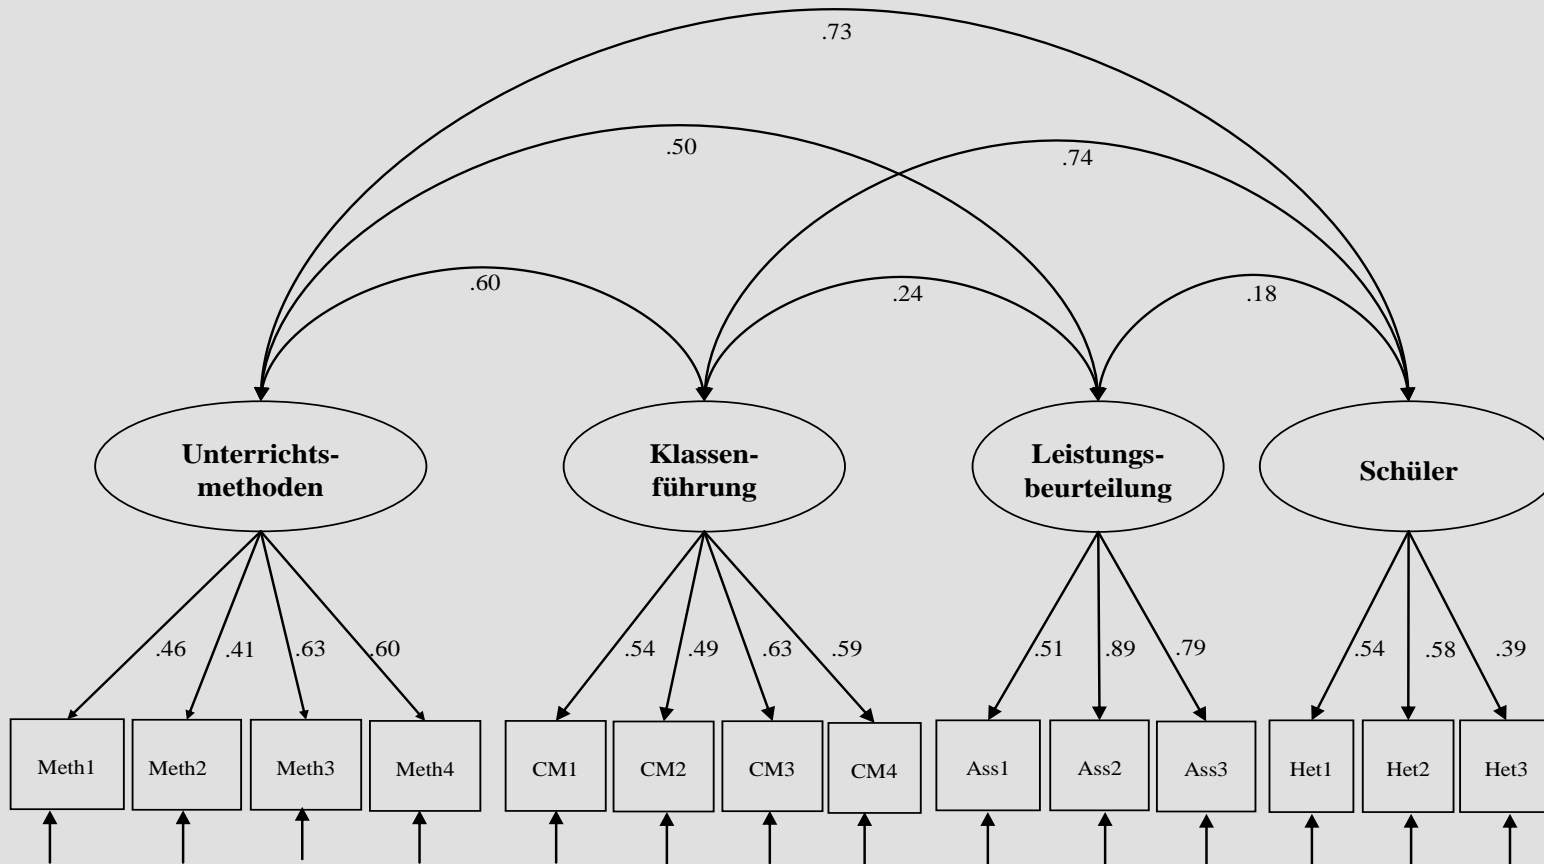 .73
.50
.74
.60
.24
.18
Unterrichts-
methoden
Klassen-
führung
Leistungs-
beurteilung
Schüler
.46
.41
.63
.60
.54
.49
.63
.59
.51
.89
.79
.54
.58
.39
Meth1
Meth2
Meth3
Meth4
CM1
CM2
CM3
CM4
Ass1
Ass2
Ass3
Het1
Het2
Het3